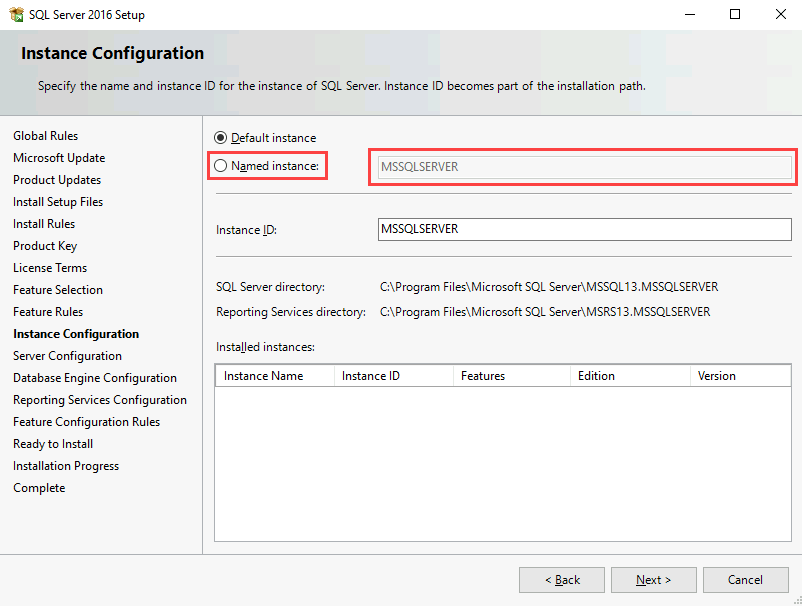 SQL Server 2016 Setup
Instance Configuration
Specify the name and instance ID for the instance of SQL Server. Instance ID becomes part of the installation path.
Global Rules
Microsoft Update
Product Updates
Install Setup Files
Install Rules
Product Key
License Terms
Feature Selection
Feature Rules
Instance Configuration
Server Configuration
Database Engine Configuration
Reporting Services Configuration
Feature Configuration Rules
Ready to Install
Installation Progress
Complete
Default instance
Named instance: MSSQLSERVER
Instance ID: MSSQLSERVER
SQL Server directory: C:\Program Files\Microsoft SQL Server\MSSQL13.MSSQLSERVER
Reporting Services directory: C:\Program Files\Microsoft SQL Server\MSRS13.MSSQLSERVER
Installed instances:
Instance Name Instance ID Features Edition Version
< Back Next > Cancel